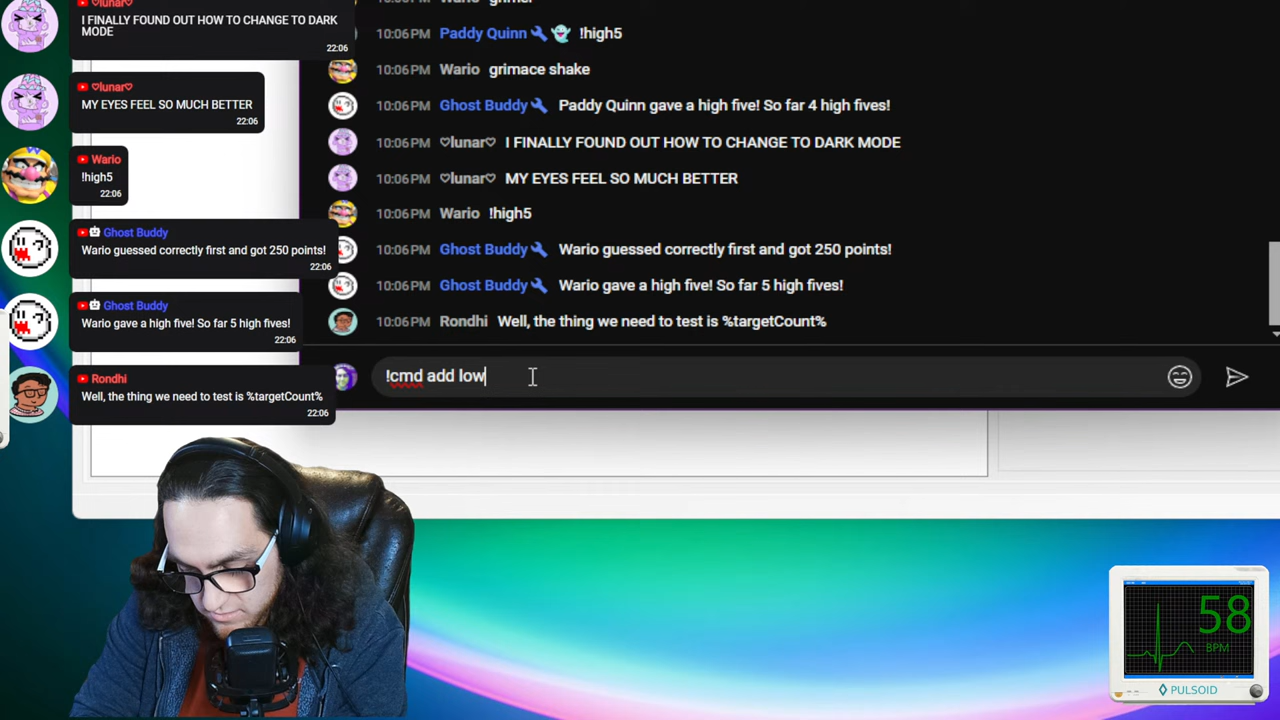 ♡lunar♡
I FINALLY FOUND OUT HOW TO CHANGE TO DARK
MODE
22:06
♡lunar♡
MY EYES FEEL SO MUCH BETTER
22:06
Wario
!high5
22:06
Ghost Buddy
Wario guessed correctly first and got 250 points!
22:06
Ghost Buddy
Wario gave a high five! So far 5 high fives!
22:06
Rondhi
Well, the thing we need to test is %targetCount%
22:06
10:06PM Paddy Quinn !high5
10:06PM Wario grimace shake
10:06PM Ghost Buddy Paddy Quinn gave a high five! So far 4 high fives!
10:06PM ♡lunar♡ I FINALLY FOUND OUT HOW TO CHANGE TO DARK MODE
10:06PM ♡lunar♡ MY EYES FEEL SO MUCH BETTER
10:06PM Wario !high5
10:06PM Ghost Buddy Wario guessed correctly first and got 250 points!
10:06PM Ghost Buddy Wario gave a high five! So far 5 high fives!
10:06PM Rondhi Well, the thing we need to test is %targetCount%
!cmd add low
58
BPM
PULSOID